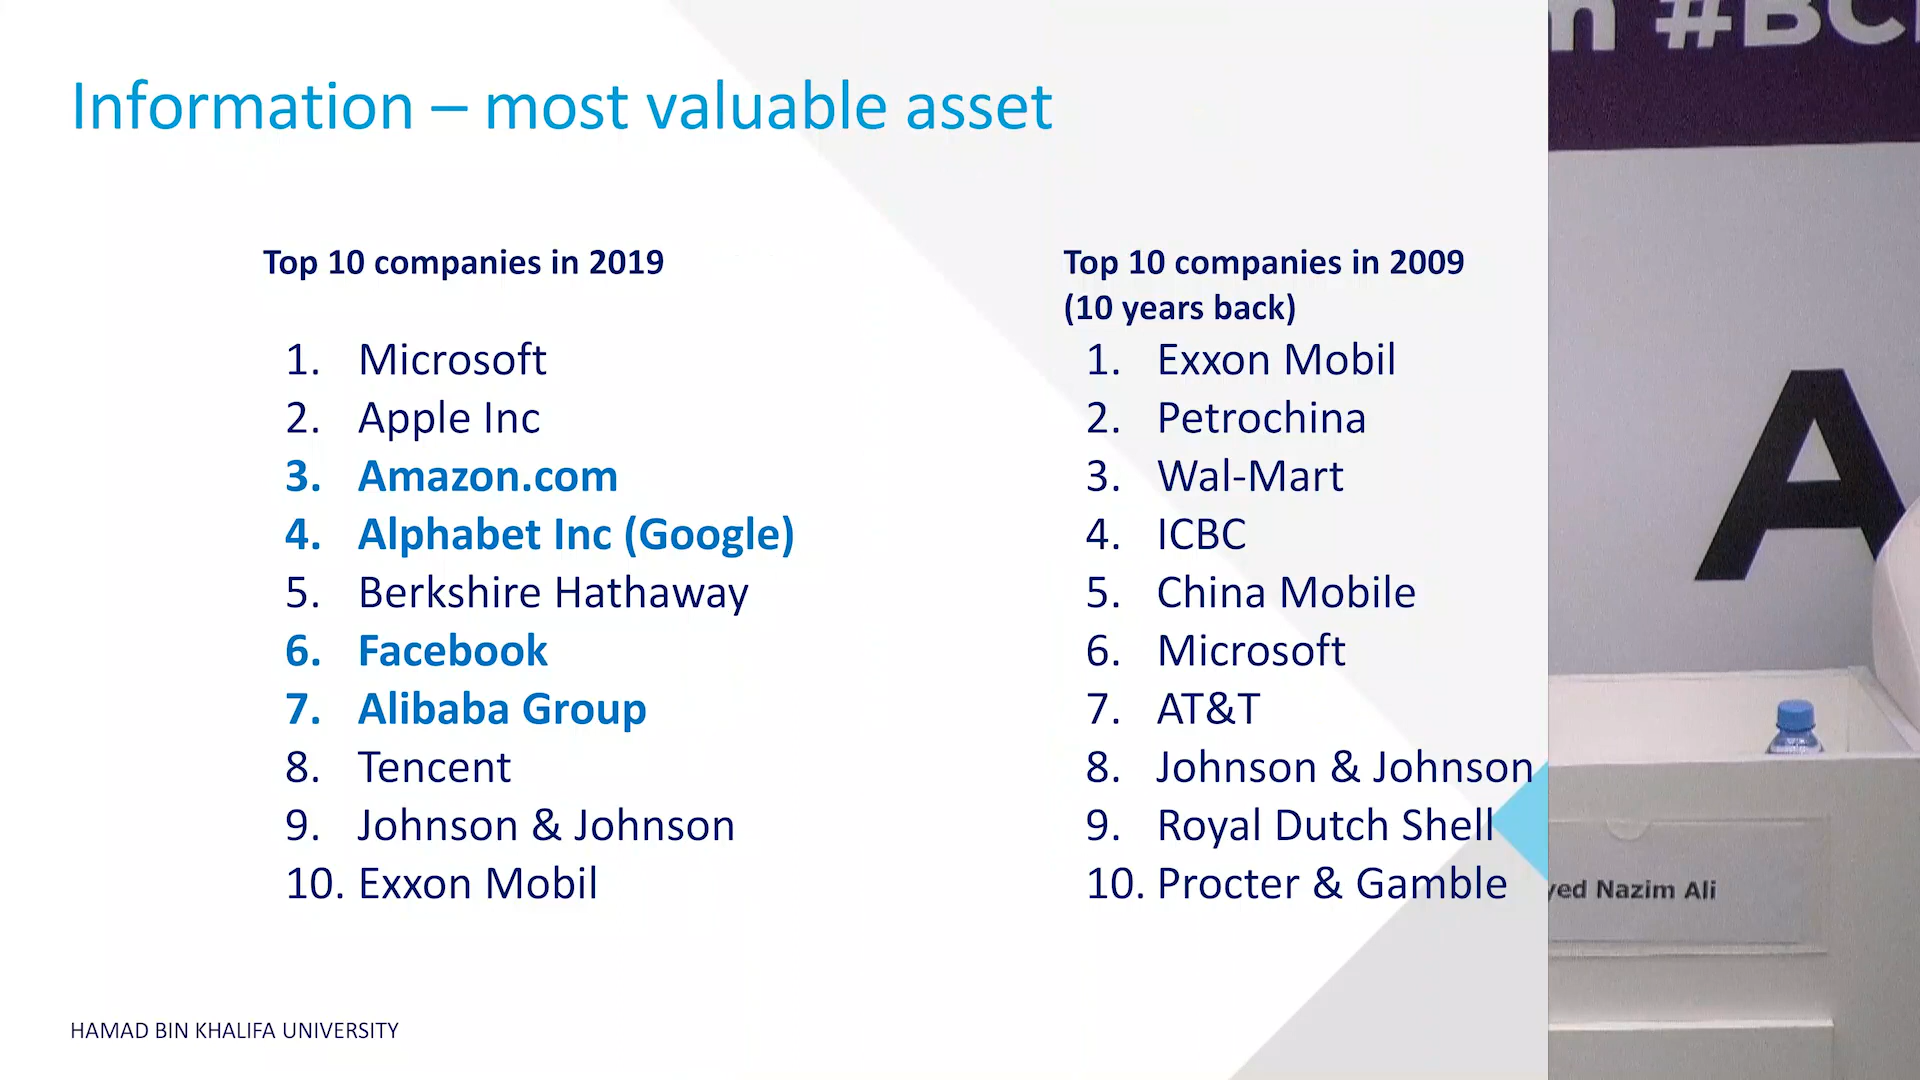 Information – most valuable asset
Top 10 companies in 2019
1. Microsoft
2. Apple Inc
3. Amazon.com
4. Alphabet Inc (Google)
5. Berkshire Hathaway
6. Facebook
7. Alibaba Group
8. Tencent
9. Johnson & Johnson
10. Exxon Mobil
Top 10 companies in 2009
(10 years back)
1. Exxon Mobil
2. Petrochina
3. Wal-Mart
4. ICBC
5. China Mobile
6. Microsoft
7. AT&T
8. Johnson & Johnson
9. Royal Dutch Shell
10. Procter & Gamble
HAMAD BIN KHALIFA UNIVERSITY
A
Nazim Ali